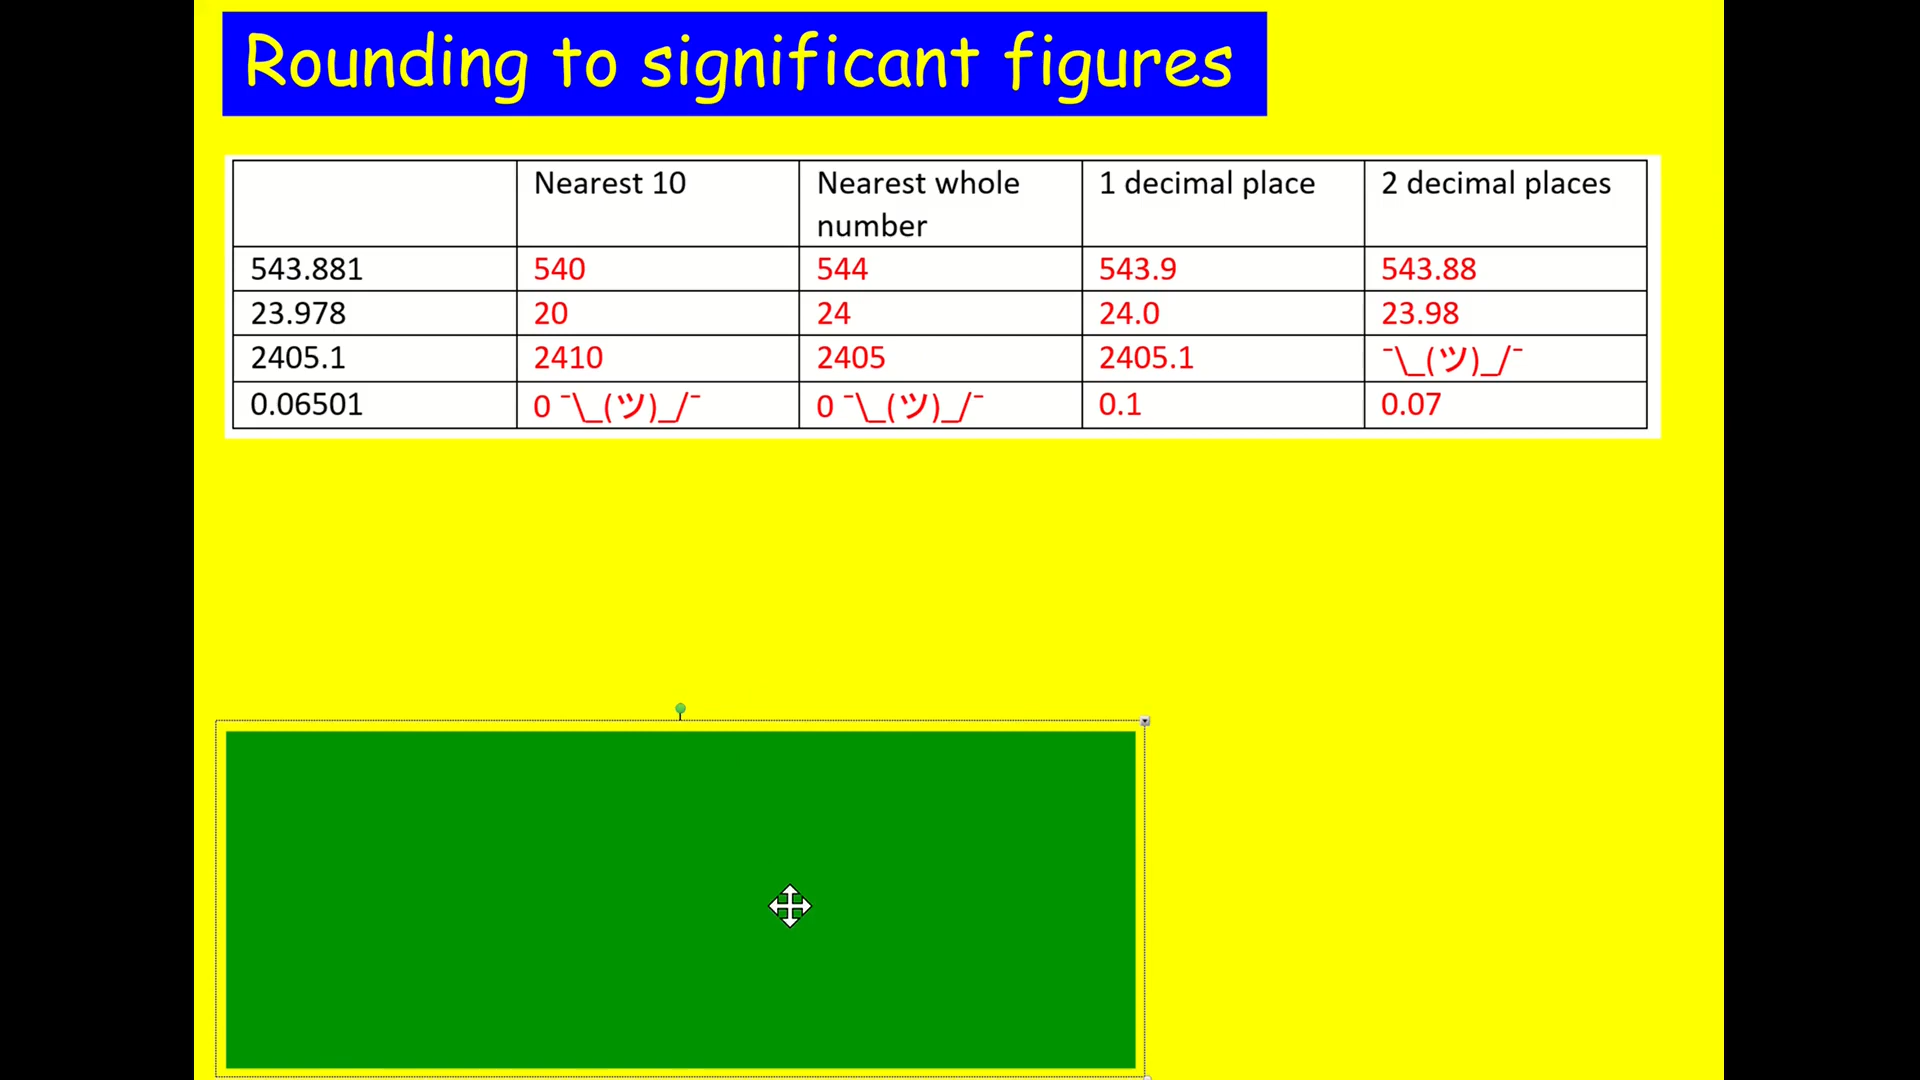 Rounding to significant figures
Nearest 10 Nearest whole number 1 decimal place 2 decimal places
543.881 540 544 543.9 543.88
23.978 20 24 24.0 23.98
2405.1 2410 2405 2405.1 ¯\_(ツ)_/¯
0.06501 0 ¯\_(ツ)_/¯ 0 ¯\_(ツ)_/¯ 0.1 0.07